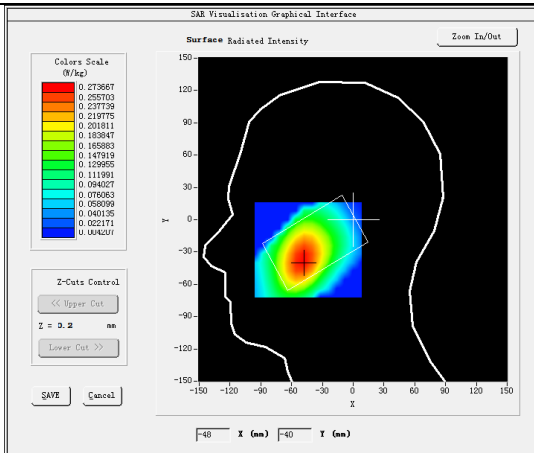 SAR Visualisation Graphical Interface
Surface Radiated Intensity
Zoom In/Out
Colors Scale
(W/kg)
0.273667
0.255703
0.237739
0.219775
0.201811
0.183847
0.165883
0.147919
0.129955
0.111991
0.094027
0.076063
0.058099
0.040135
0.022171
0.004207
150
120
90
60
30
0
-30
-60
-90
-120
-150
Y
-150 -120 -90 -60 -30 0 30 60 90 120 150
X
Z-Cuts Control
<< Upper Cut
Z = 0.2 mm
Lower Cut >>
SAVE Cancel
-48 X (mm) -40 Y (mm)